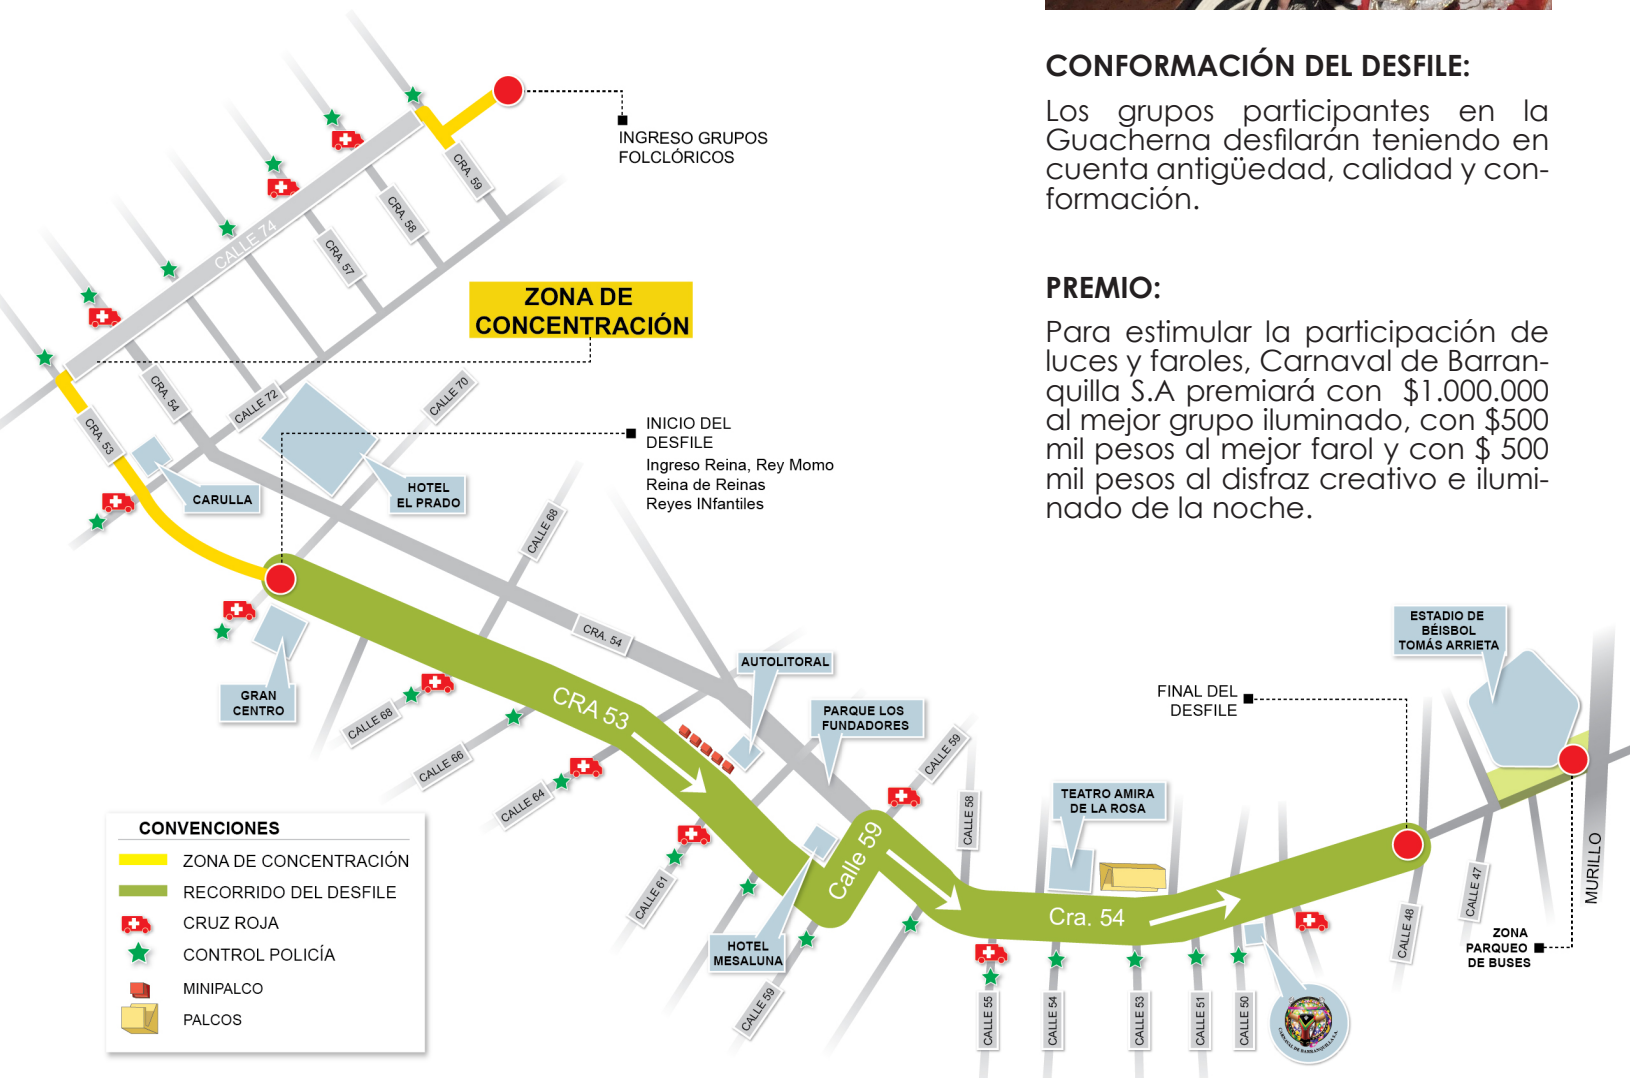 CONFORMACIÓN DEL DESFILE:
Los grupos participantes en la
Guacherna desfilarán teniendo en
cuenta antigüedad, calidad y con-
formación.
PREMIO:
Para estimular la participación de
luces y faroles, Carnaval de Barran-
quilla S.A premiará con $1.000.000
al mejor grupo iluminado, con $500
mil pesos al mejor farol y con $ 500
mil pesos al disfraz creativo e ilumi-
nado de la noche.
INGRESO GRUPOS
FOLCLÓRICOS
CRA. 59
CRA. 58
CRA. 57
CALLE 74
ZONA DE
CONCENTRACIÓN
CRA. 54
CALLE 72
CALLE 70
CRA. 53
CARULLA
HOTEL
EL PRADO
INICIO DEL
DESFILE
Ingreso Reina, Rey Momo
Reina de Reinas
Reyes INfantiles
CALLE 68
CRA. 54
GRAN
CENTRO
CALLE 68
CALLE 66
CALLE 64
CRA 53
AUTOLITORAL
PARQUE LOS
FUNDADORES
CALLE 59
CALLE 58
Calle 59
CALLE 61
HOTEL
MESALUNA
CALLE 59
TEATRO AMIRA
DE LA ROSA
Cra. 54
FINAL DEL
DESFILE
ESTADIO DE
BÉISBOL
TOMÁS ARRIETA
MURILLO
CALLE 47
CALLE 48
ZONA
PARQUEO
DE BUSES
CALLE 55
CALLE 54
CALLE 53
CALLE 51
CALLE 50
CARNAVAL DE BARRANQUILLA S.A.
CONVENCIONES
ZONA DE CONCENTRACIÓN
RECORRIDO DEL DESFILE
CRUZ ROJA
CONTROL POLICÍA
MINIPALCO
PALCOS